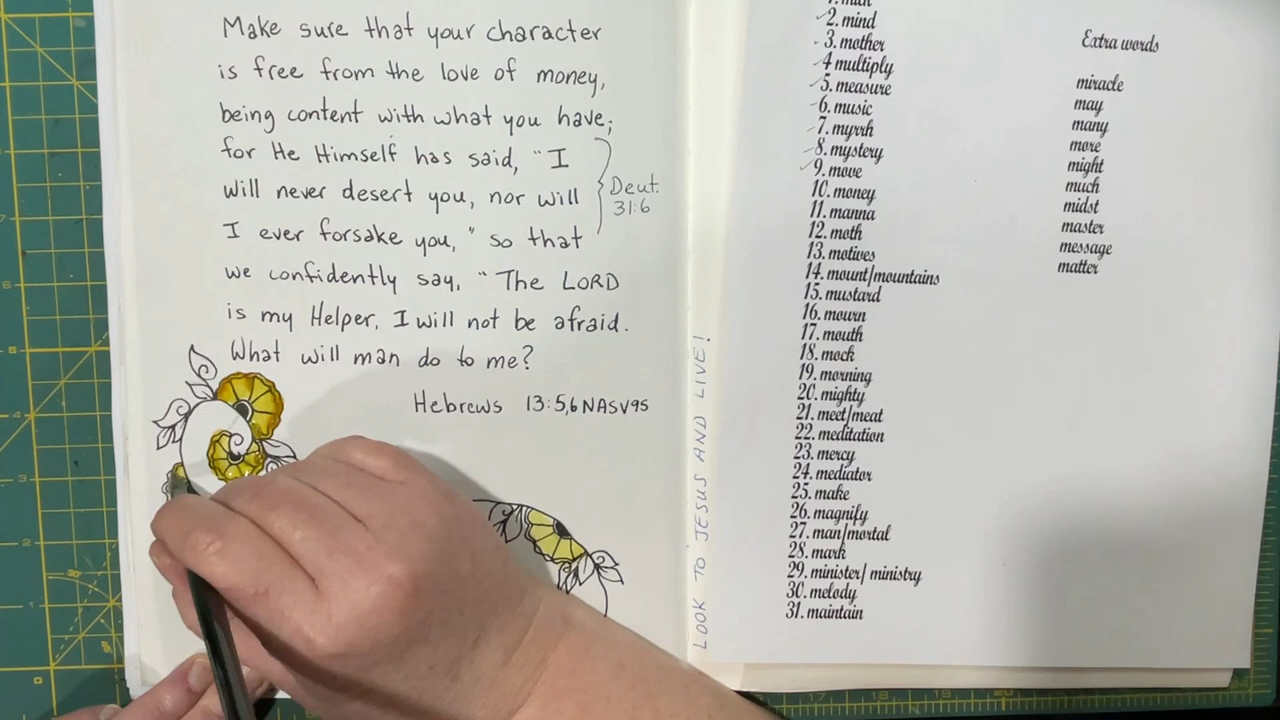 Make sure that your character
is free from the love of money,
being content with what you have;
for He Himself has said, "I
will never desert you, nor will
I ever forsake you," so that
we confidently say, "The LORD
is my Helper, I will not be afraid.
What will man do to me?
Hebrews 13:5,6 NASV95
Deut.
31:6
LOOK TO JESUS AND LIVE!
2. mind
3. mother
4 multiply
5. measure
6. music
7. myrrh
8. mystery
9. move
10. money
11. manna
12. moth
13. motives
14. mount/mountains
15. mustard
16. mourn
17. mouth
18. mock
19. morning
20. mighty
21. meet/meat
22. meditation
23. mercy
24. mediator
25. make
26. magnify
27. man/mortal
28. mark
29. minister/ ministry
30. melody
31. maintain
Extra words
miracle
may
many
more
might
much
midst
master
message
matter